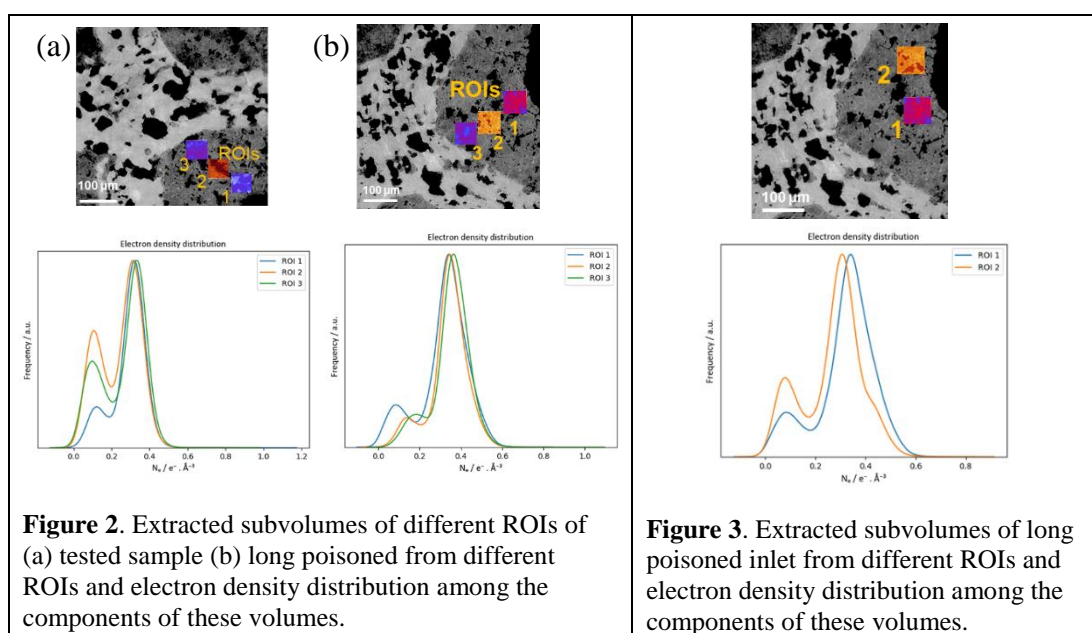 (a)
3
ROIs
2
1
100 µm
(b)
ROIs
1
2
3
100 µm
Electron density distribution
ROI 1
ROI 2
ROI 3
Frequency / a.u.
0.0 0.2 0.4 0.6 0.8 1.0 1.2
Nₑ / e⁻ . Å⁻³
Electron density distribution
ROI 1
ROI 2
ROI 3
Frequency / a.u.
0.0 0.2 0.4 0.6 0.8 1.0
Nₑ / e⁻ . Å⁻³
Figure 2. Extracted subvolumes of different ROIs of
(a) tested sample (b) long poisoned from different
ROIs and electron density distribution among the
components of these volumes.
2
1
100 µm
Electron density distribution
ROI 1
ROI 2
Frequency / a.u.
0.0 0.2 0.4 0.6 0.8
Nₑ / e⁻ . Å⁻³
Figure 3. Extracted subvolumes of long
poisoned inlet from different ROIs and
electron density distribution among the
components of these volumes.